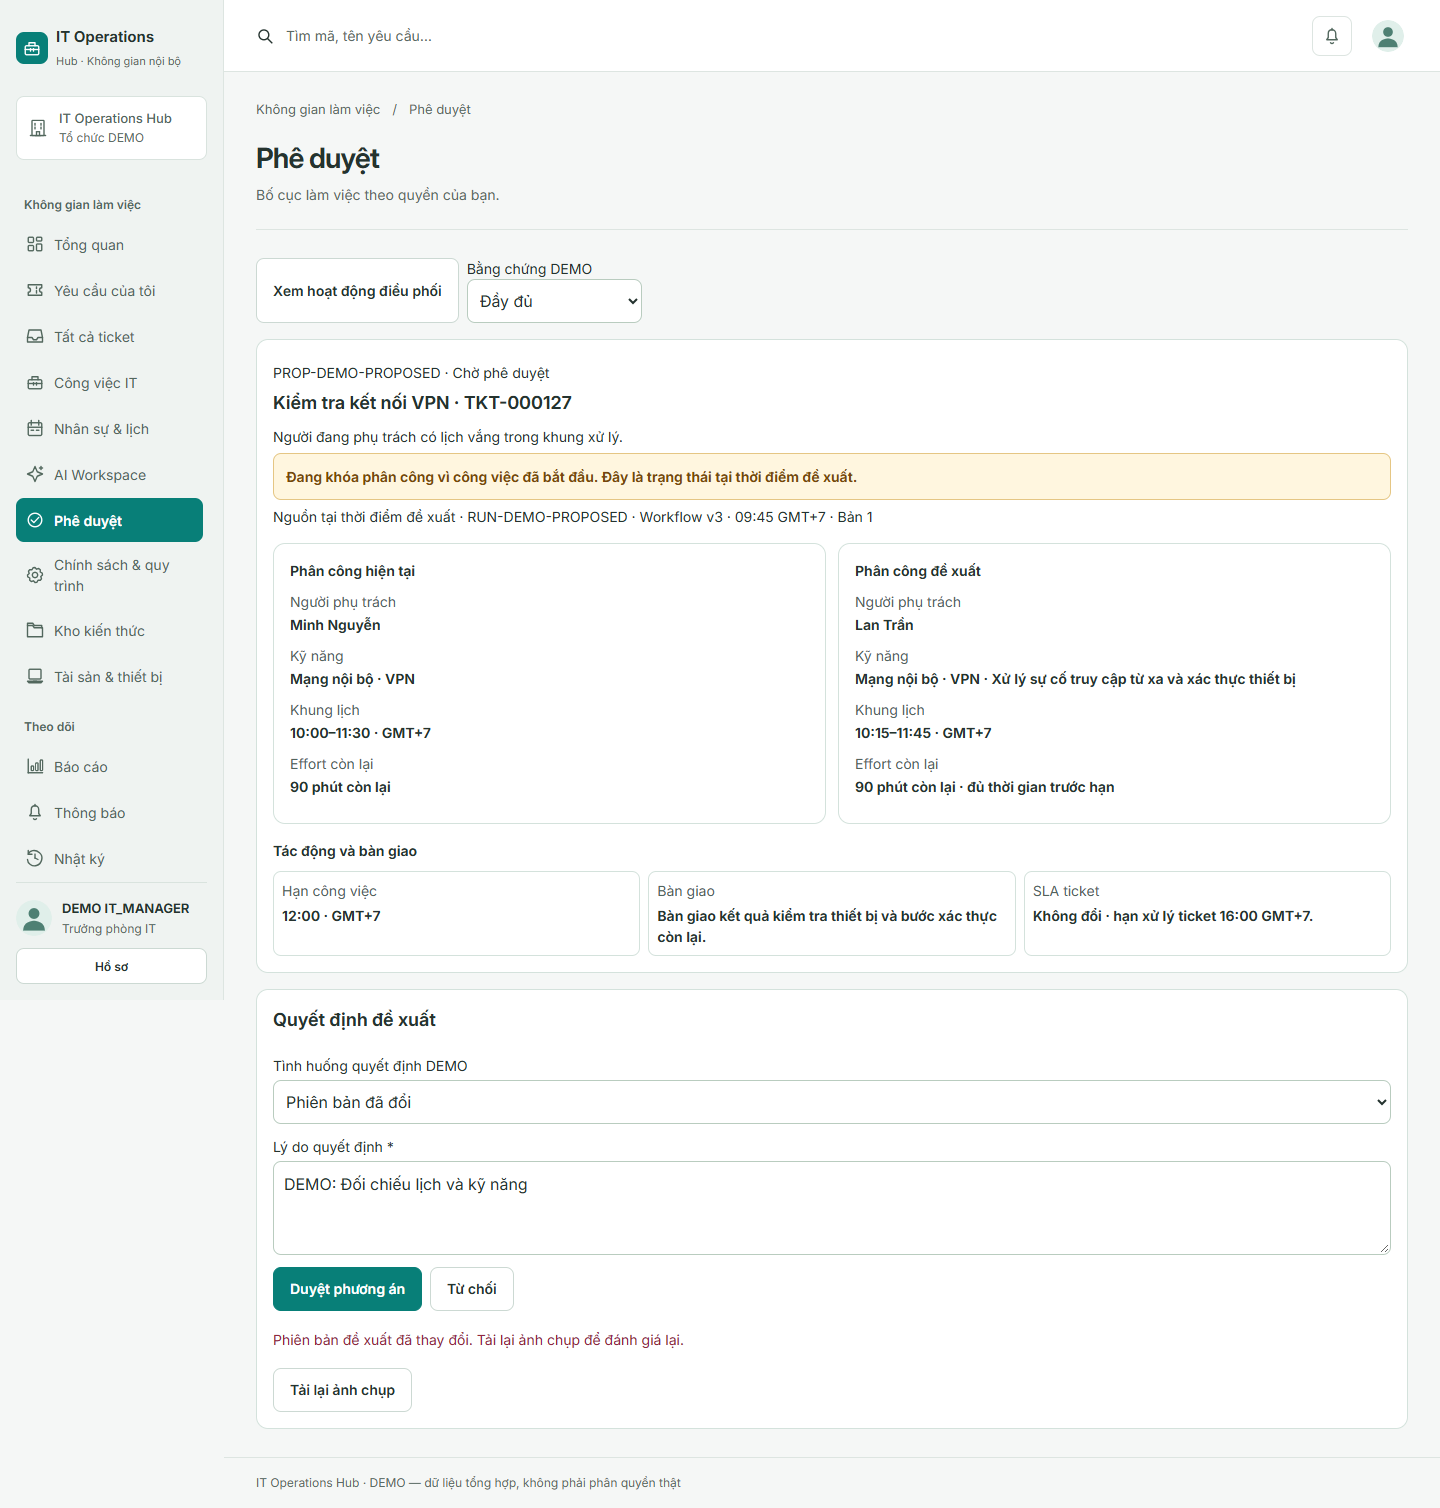 IT Operations
Hub · Không gian nội bộ
IT Operations Hub
Tổ chức DEMO
Không gian làm việc
Tổng quan
Yêu cầu của tôi
Tất cả ticket
Công việc IT
Nhân sự & lịch
AI Workspace
Phê duyệt
Chính sách & quy
trình
Kho kiến thức
Tài sản & thiết bị
Theo dõi
Báo cáo
Thông báo
Nhật ký
DEMO IT_MANAGER
Trưởng phòng IT
Hồ sơ
Tìm mã, tên yêu cầu...
Không gian làm việc / Phê duyệt
Phê duyệt
Bố cục làm việc theo quyền của bạn.
Xem hoạt động điều phối
Bằng chứng DEMO
Đầy đủ
PROP-DEMO-PROPOSED · Chờ phê duyệt
Kiểm tra kết nối VPN · TKT-000127
Người đang phụ trách có lịch vắng trong khung xử lý.
Đang khóa phân công vì công việc đã bắt đầu. Đây là trạng thái tại thời điểm đề xuất.
Nguồn tại thời điểm đề xuất · RUN-DEMO-PROPOSED · Workflow v3 · 09:45 GMT+7 · Bản 1
Phân công hiện tại
Người phụ trách
Minh Nguyễn
Kỹ năng
Mạng nội bộ · VPN
Khung lịch
10:00–11:30 · GMT+7
Effort còn lại
90 phút còn lại
Phân công đề xuất
Người phụ trách
Lan Trần
Kỹ năng
Mạng nội bộ · VPN · Xử lý sự cố truy cập từ xa và xác thực thiết bị
Khung lịch
10:15–11:45 · GMT+7
Effort còn lại
90 phút còn lại · đủ thời gian trước hạn
Tác động và bàn giao
Hạn công việc
12:00 · GMT+7
Bàn giao
Bàn giao kết quả kiểm tra thiết bị và bước xác thực
còn lại.
SLA ticket
Không đổi · hạn xử lý ticket 16:00 GMT+7.
Quyết định đề xuất
Tình huống quyết định DEMO
Phiên bản đã đổi
Lý do quyết định *
DEMO: Đối chiếu lịch và kỹ năng
Duyệt phương án
Từ chối
Phiên bản đề xuất đã thay đổi. Tải lại ảnh chụp để đánh giá lại.
Tải lại ảnh chụp
IT Operations Hub · DEMO — dữ liệu tổng hợp, không phải phân quyền thật